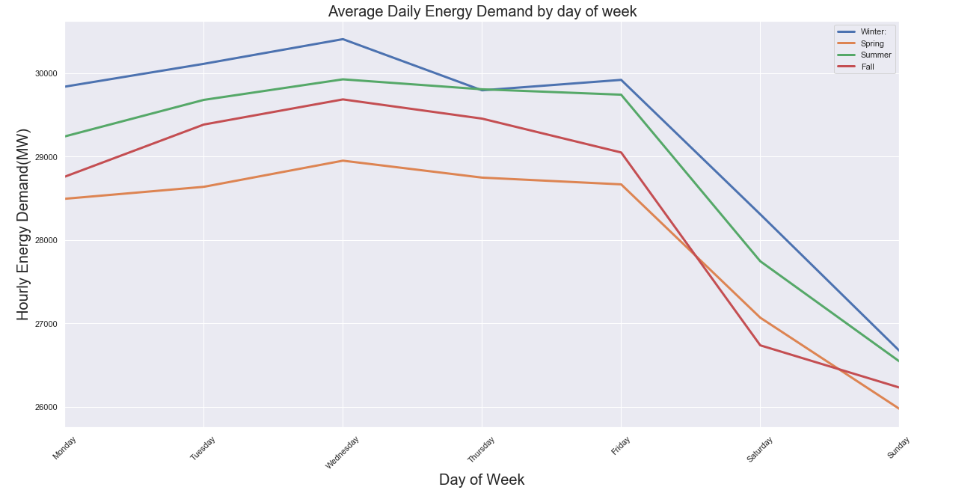 Average Daily Energy Demand by day of week
Winter:
Spring
Summer
Fall
Hourly Energy Demand(MW)
30000
29000
28000
27000
26000
Monday
Tuesday
Wednesday
Thursday
Friday
Saturday
Sunday
Day of Week